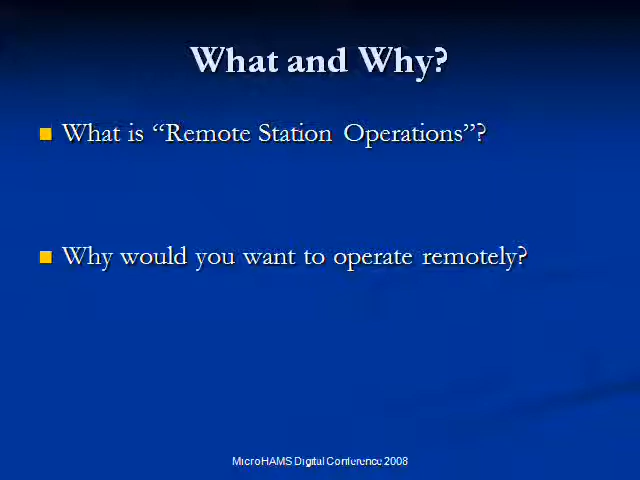 What and Why?
What is “Remote Station Operations”?
Why would you want to operate remotely?
MicroHAMS Digital Conference 2008